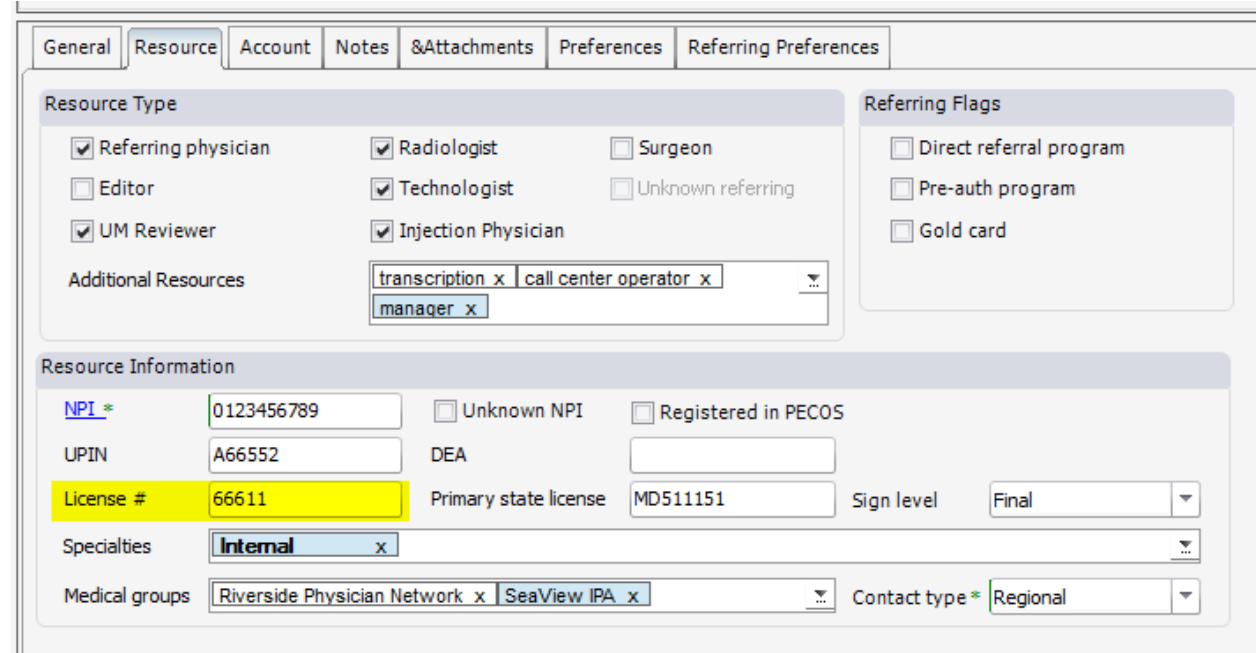 General Resource Account Notes &Attachments Preferences Referring Preferences
Resource Type
Referring physician Radiologist Surgeon
Editor Technologist Unknown referring
UM Reviewer Injection Physician
Additional Resources transcription x call center operator x
manager x
Referring Flags
Direct referral program
Pre-auth program
Gold card
Resource Information
NPI * 0123456789 Unknown NPI Registered in PECOS
UPIN A66552 DEA
License # 66611 Primary state license MD511151 Sign level Final
Specialties Internal x
Medical groups Riverside Physician Network x SeaView IPA x Contact type * Regional